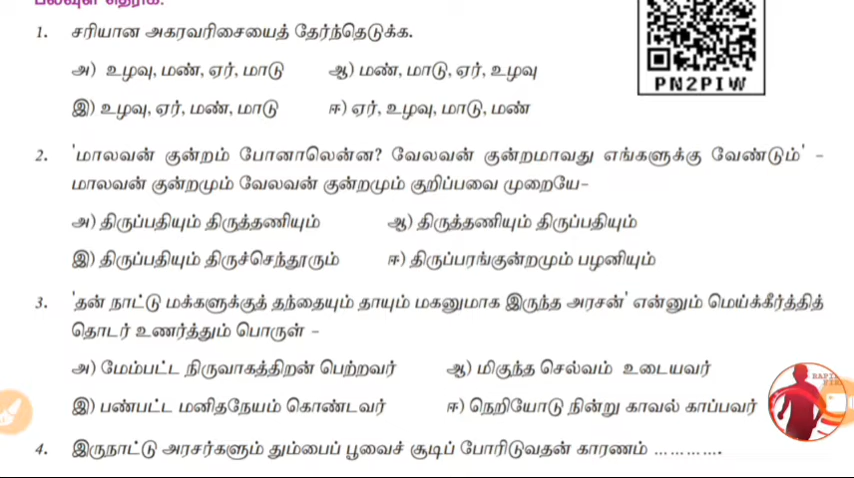 பலவுள் தெரிக.
1. சரியான அகரவரிசையைத் தேர்ந்தெடுக்க.
அ) உழவு, மண், ஏர், மாடு ஆ) மண், மாடு, ஏர், உழவு
இ) உழவு, ஏர், மண், மாடு ஈ) ஏர், உழவு, மாடு, மண்
PN2PIW
2. 'மாலவன் குன்றம் போனாலென்ன? வேலவன் குன்றமாவது எங்களுக்கு வேண்டும்' –
மாலவன் குன்றமும் வேலவன் குன்றமும் குறிப்பவை முறையே–
அ) திருப்பதியும் திருத்தணியும் ஆ) திருத்தணியும் திருப்பதியும்
இ) திருப்பதியும் திருச்செந்தூரும் ஈ) திருப்பரங்குன்றமும் பழனியும்
3. 'தன் நாட்டு மக்களுக்குத் தந்தையும் தாயும் மகனுமாக இருந்த அரசன்' என்னும் மெய்க்கீர்த்தித்
தொடர் உணர்த்தும் பொருள் –
அ) மேம்பட்ட நிருவாகத்திறன் பெற்றவர் ஆ) மிகுந்த செல்வம் உடையவர்
இ) பண்பட்ட மனிதநேயம் கொண்டவர் ஈ) நெறியோடு நின்று காவல் காப்பவர்
4. இருநாட்டு அரசர்களும் தும்பைப் பூவைச் சூடிப் போரிடுவதன் காரணம் ............